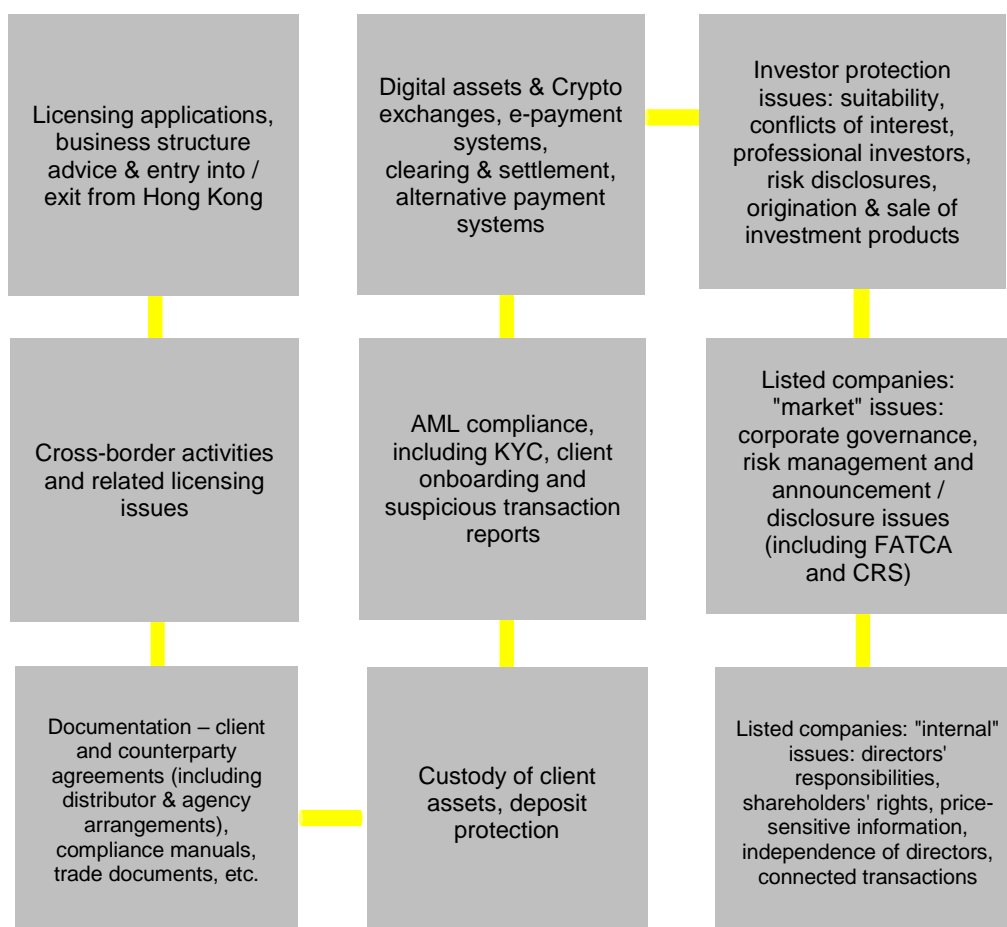 Licensing applications,
business structure
advice & entry into /
exit from Hong Kong
Cross-border activities
and related licensing
issues
Documentation – client
and counterparty
agreements (including
distributor & agency
arrangements),
compliance manuals,
trade documents, etc.
Custody of client
assets, deposit
protection
AML compliance,
including KYC, client
onboarding and
suspicious transaction
reports
Digital assets & Crypto
exchanges, e-payment
systems,
clearing & settlement,
alternative payment
systems
Investor protection
issues: suitability,
conflicts of interest,
professional investors,
risk disclosures,
origination & sale of
investment products
Listed companies:
"market" issues:
corporate governance,
risk management and
announcement /
disclosure issues
(including FATCA
and CRS)
Listed companies: "internal"
issues: directors'
responsibilities,
shareholders' rights, price-
sensitive information,
independence of directors,
connected transactions